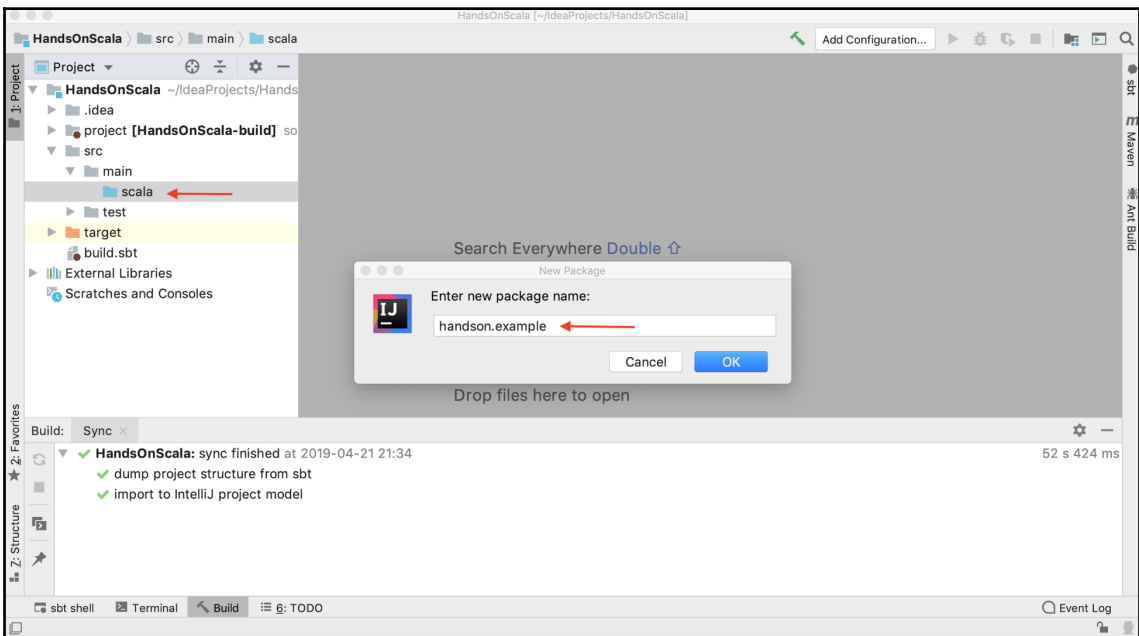 HandsOnScala [~/IdeaProjects/HandsOnScala]
HandsOnScala src main scala Add Configuration...
1: Project
Project
HandsOnScala ~/IdeaProjects/Hands
.idea
project [HandsOnScala-build] so
src
main
scala
test
target
build.sbt
External Libraries
Scratches and Consoles
Search Everywhere Double ⇧
New Package
IJ
Enter new package name:
handson.example
Cancel OK
Drop files here to open
sbt
m Maven
Ant Build
2: Favorites
Z: Structure
Build: Sync ×
HandsOnScala: sync finished at 2019-04-21 21:34 52 s 424 ms
dump project structure from sbt
import to IntelliJ project model
sbt shell Terminal Build 6: TODO Event Log